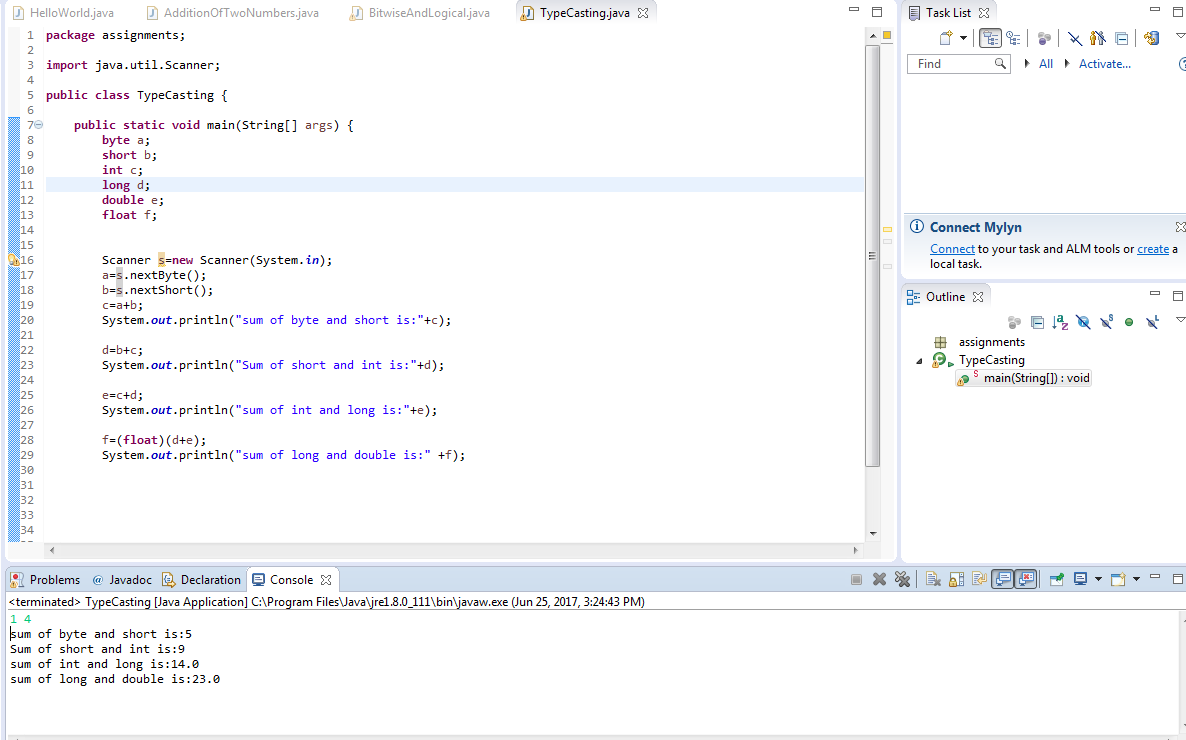 HelloWorld.java AdditionOfTwoNumbers.java BitwiseAndLogical.java TypeCasting.java
1 package assignments;
2
3 import java.util.Scanner;
4
5 public class TypeCasting {
6
7 public static void main(String[] args) {
8 byte a;
9 short b;
10 int c;
11 long d;
12 double e;
13 float f;
14
15
16 Scanner s=new Scanner(System.in);
17 a=s.nextByte();
18 b=s.nextShort();
19 c=a+b;
20 System.out.println("sum of byte and short is:"+c);
21
22 d=b+c;
23 System.out.println("Sum of short and int is:"+d);
24
25 e=c+d;
26 System.out.println("sum of int and long is:"+e);
27
28 f=(float)(d+e);
29 System.out.println("sum of long and double is:" +f);
30
31
32
33
34
Task List
Find All Activate...
Connect Mylyn
Connect to your task and ALM tools or create a
local task.
Outline
assignments
TypeCasting
main(String[]) : void
Problems @ Javadoc Declaration Console
<terminated> TypeCasting [Java Application] C:\Program Files\Java\jre1.8.0_111\bin\javaw.exe (Jun 25, 2017, 3:24:43 PM)
1 4
sum of byte and short is:5
Sum of short and int is:9
sum of int and long is:14.0
sum of long and double is:23.0